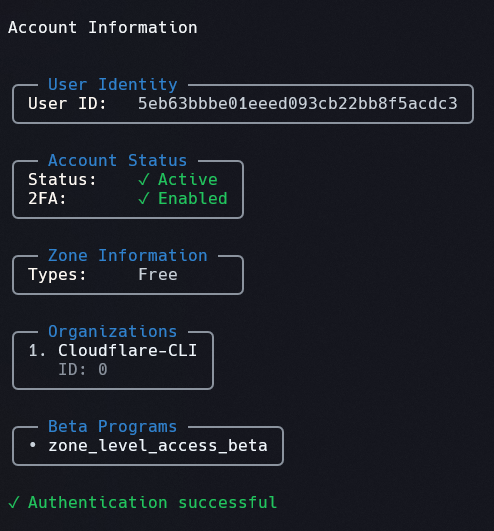 Account Information
User Identity
User ID: 5eb63bbbe01eeed093cb22bb8f5acdc3
Account Status
Status: ✓ Active
2FA: ✓ Enabled
Zone Information
Types: Free
Organizations
1. Cloudflare-CLI
ID: 0
Beta Programs
• zone_level_access_beta
✓ Authentication successful